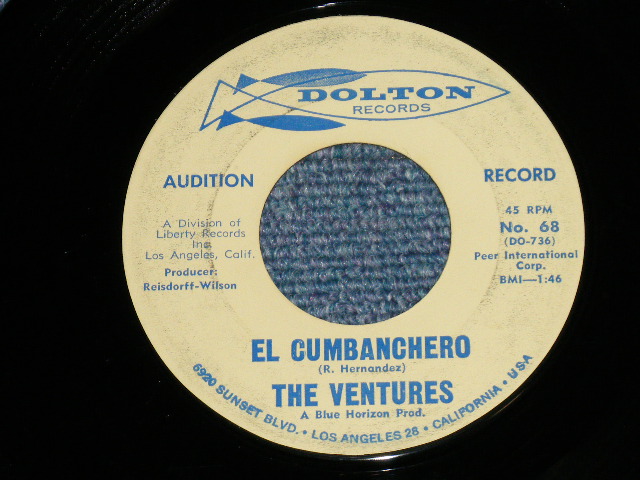 DOLTON
RECORDS
AUDITION RECORD
A Division of
Liberty Records
Inc.
Los Angeles, Calif.
Producer:
Reisdorff-Wilson
45 RPM
No. 68
(DO-736)
Peer International
Corp.
BMI—1:46
EL CUMBANCHERO
(R. Hernandez)
THE VENTURES
A Blue Horizon Prod.
6920 SUNSET BLVD. • LOS ANGELES 28 • CALIFORNIA • USA